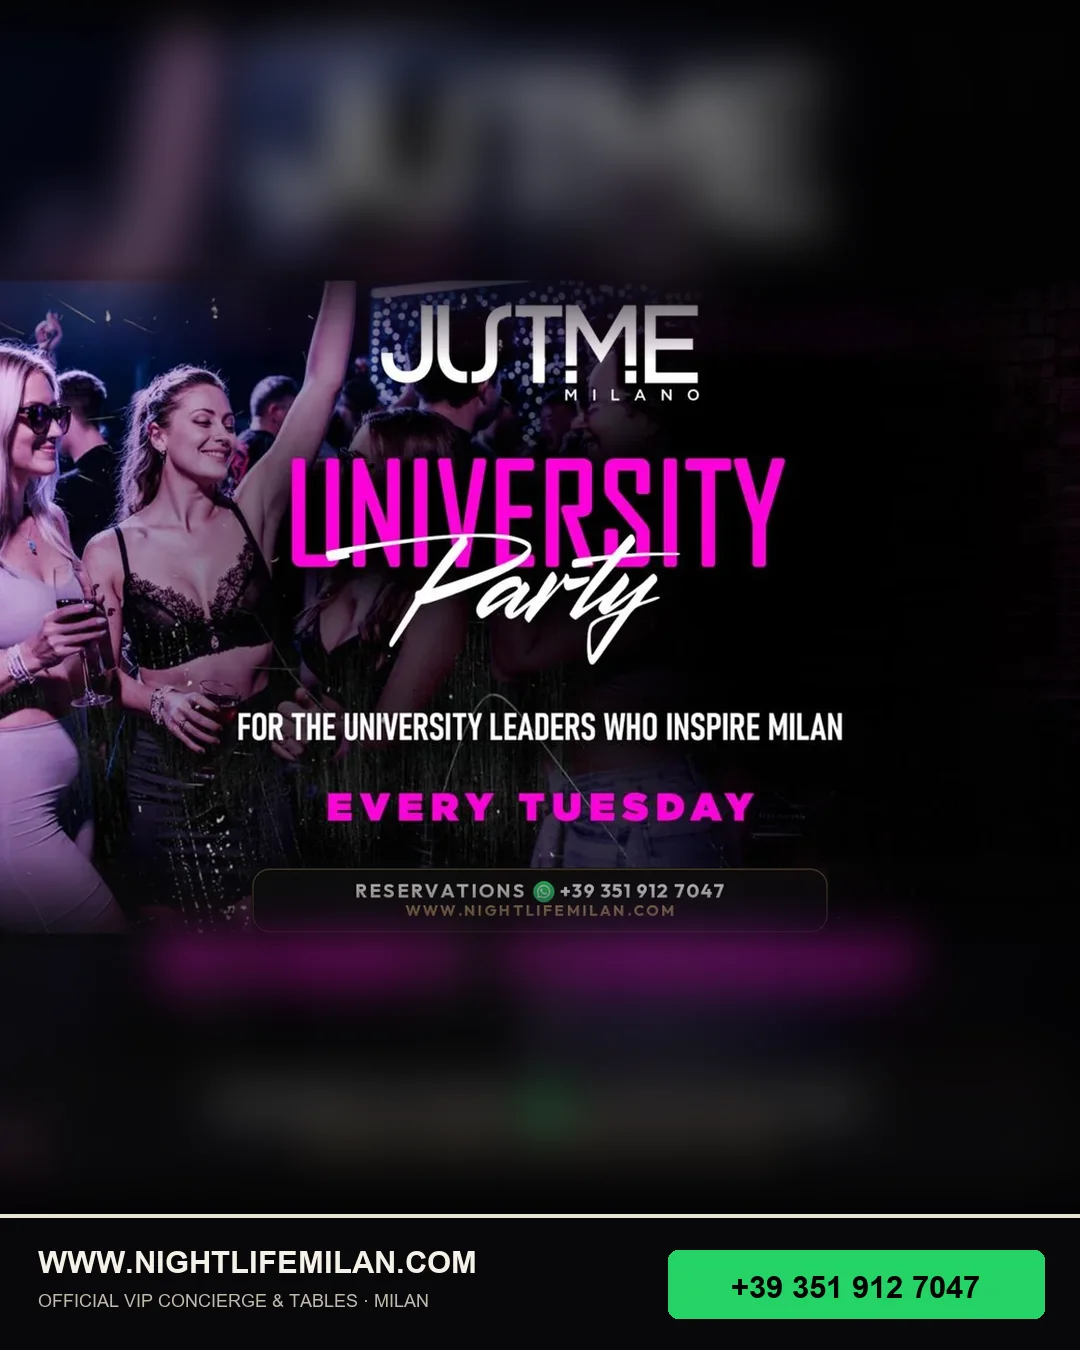 JUSTME
MILANO
UNIVERSITY
Party
FOR THE UNIVERSITY LEADERS WHO INSPIRE MILAN
EVERY TUESDAY
RESERVATIONS +39 351 912 7047
WWW.NIGHTLIFEMILAN.COM
WWW.NIGHTLIFEMILAN.COM
OFFICIAL VIP CONCIERGE & TABLES · MILAN
+39 351 912 7047